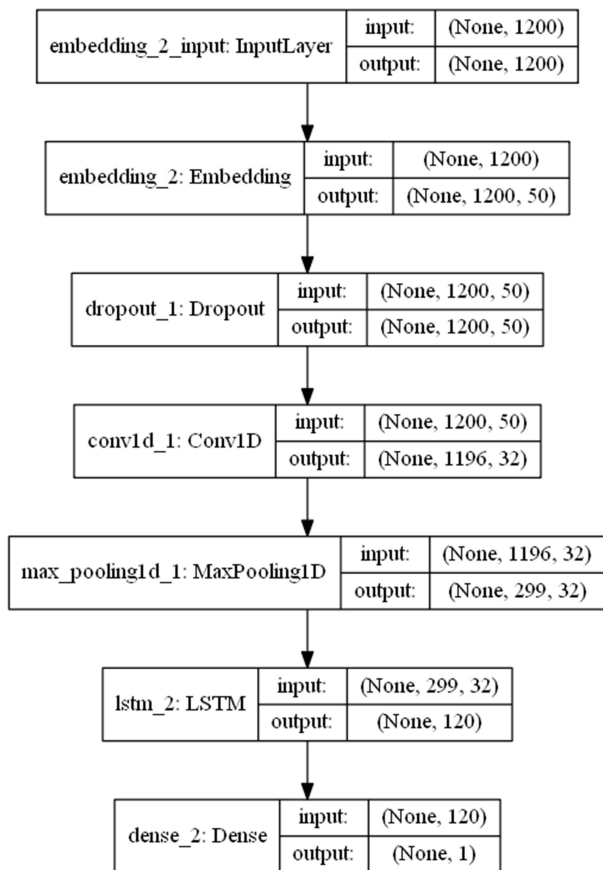 embedding_2_input: InputLayer
input: (None, 1200)
output: (None, 1200)
embedding_2: Embedding
input: (None, 1200)
output: (None, 1200, 50)
dropout_1: Dropout
input: (None, 1200, 50)
output: (None, 1200, 50)
conv1d_1: Conv1D
input: (None, 1200, 50)
output: (None, 1196, 32)
max_pooling1d_1: MaxPooling1D
input: (None, 1196, 32)
output: (None, 299, 32)
lstm_2: LSTM
input: (None, 299, 32)
output: (None, 120)
dense_2: Dense
input: (None, 120)
output: (None, 1)